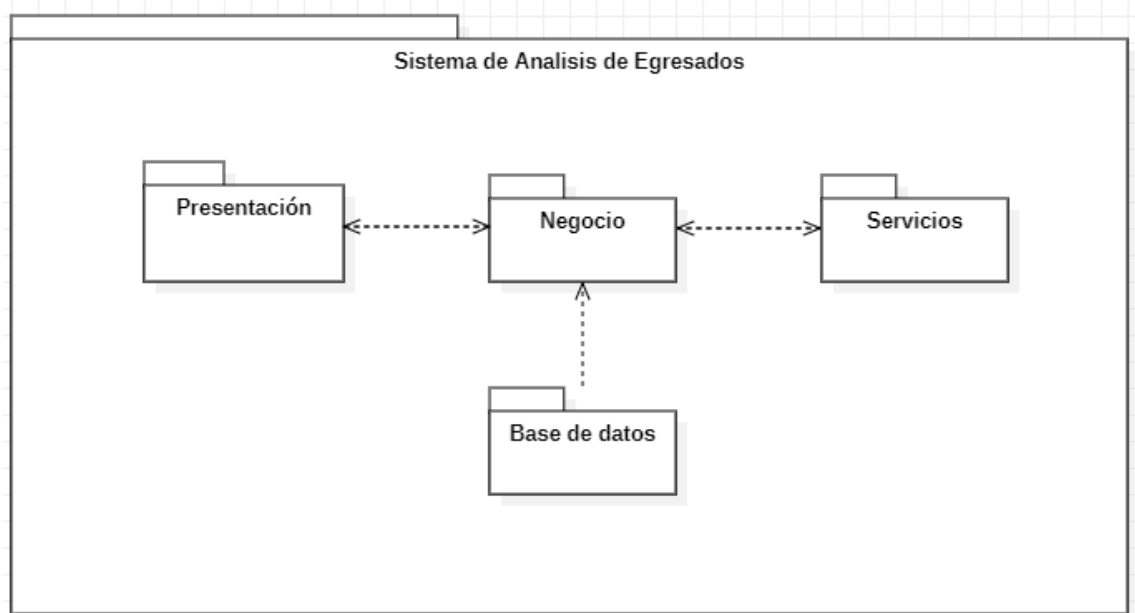 Sistema de Analisis de Egresados
Presentación
Negocio
Servicios
Base de datos